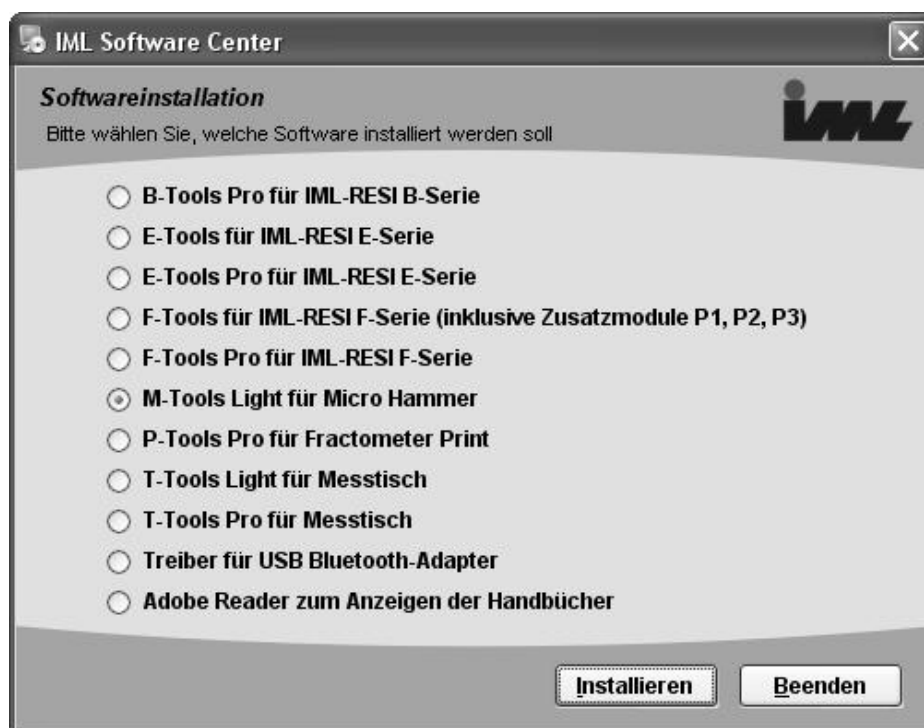 IML Software Center
Softwareinstallation
Bitte wählen Sie, welche Software installiert werden soll
iML
B-Tools Pro für IML-RESI B-Serie
E-Tools für IML-RESI E-Serie
E-Tools Pro für IML-RESI E-Serie
F-Tools für IML-RESI F-Serie (inklusive Zusatzmodule P1, P2, P3)
F-Tools Pro für IML-RESI F-Serie
M-Tools Light für Micro Hammer
P-Tools Pro für Fractometer Print
T-Tools Light für Messtisch
T-Tools Pro für Messtisch
Treiber für USB Bluetooth-Adapter
Adobe Reader zum Anzeigen der Handbücher
Installieren
Beenden